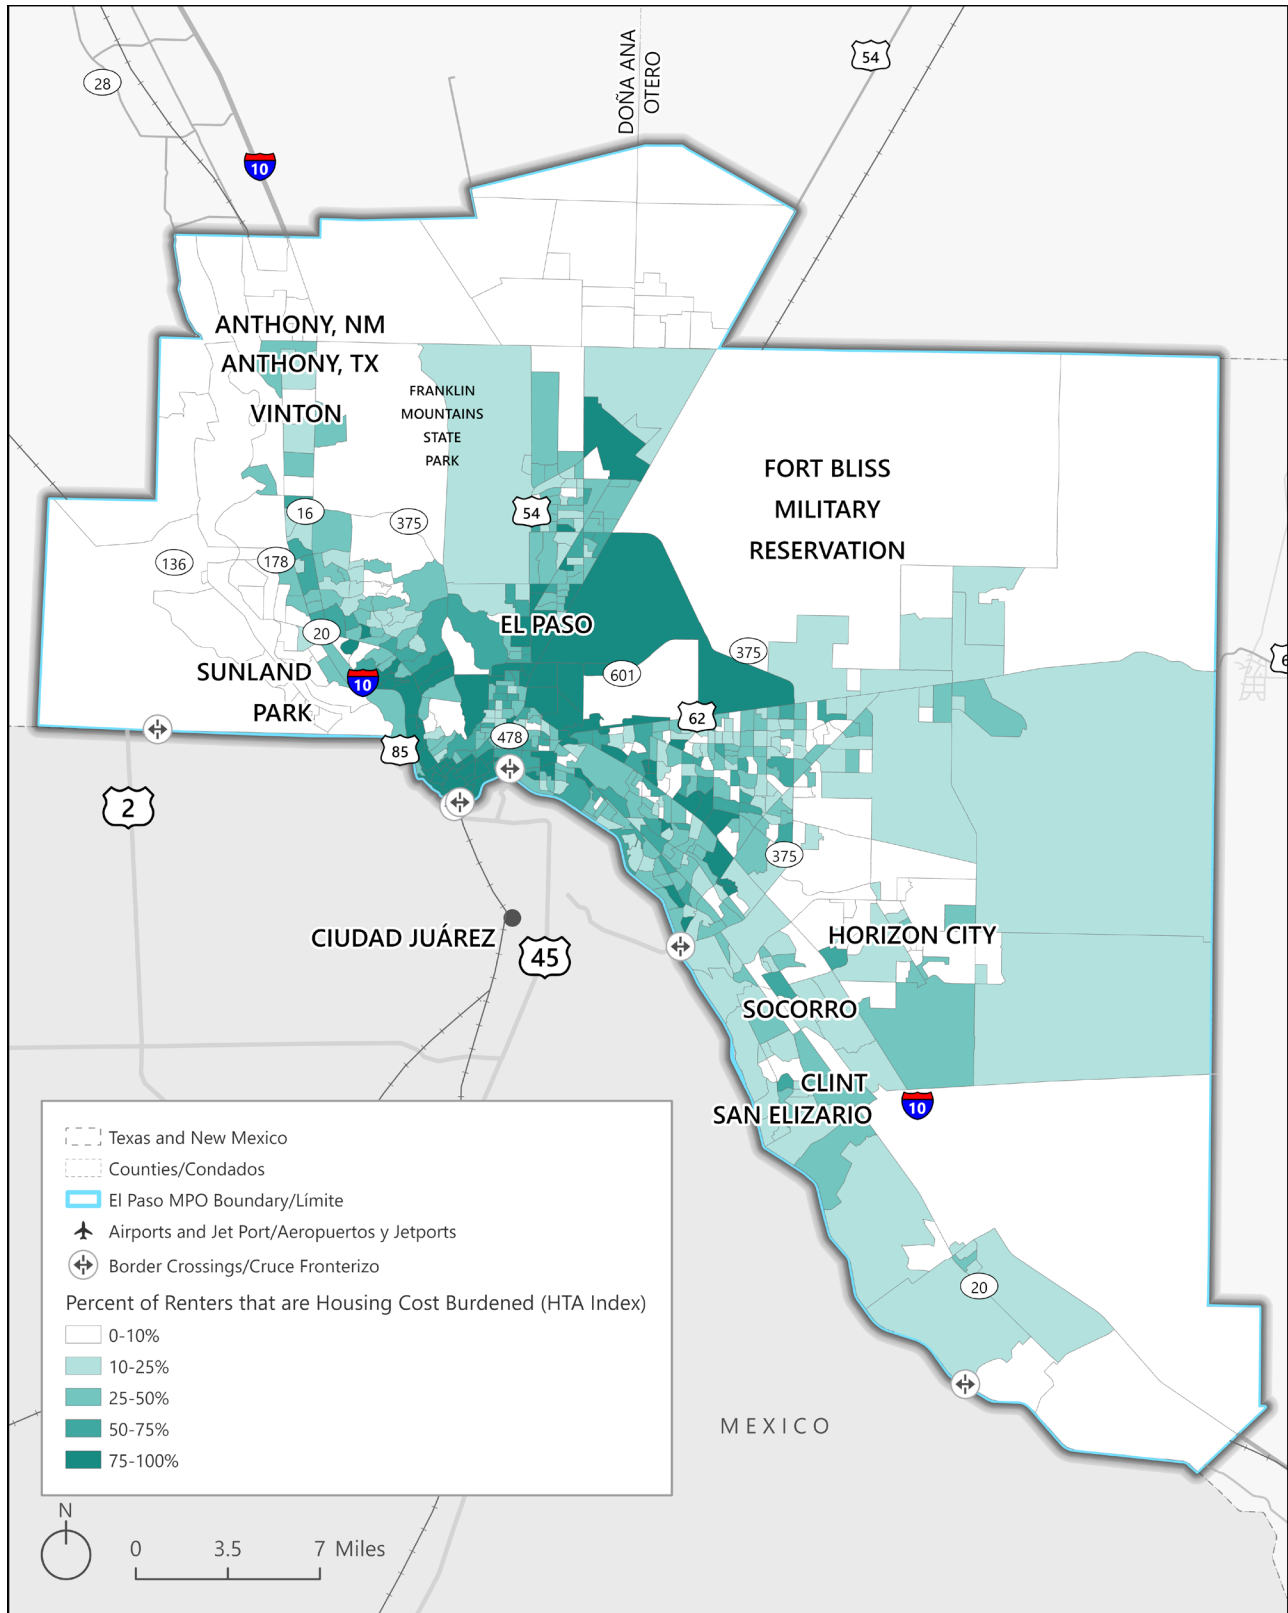 DOÑA ANA
OTERO
54
28
10
ANTHONY, NM
ANTHONY, TX
VINTON
FRANKLIN
MOUNTAINS
STATE
PARK
FORT BLISS
MILITARY
RESERVATION
54
16
375
136
178
20
EL PASO
375
601
SUNLAND
PARK
10
62
478
85
2
375
CIUDAD JUÁREZ
45
HORIZON CITY
SOCORRO
CLINT
SAN ELIZARIO
10
20
MEXICO
Texas and New Mexico
Counties/Condados
El Paso MPO Boundary/Límite
Airports and Jet Port/Aeropuertos y Jetports
Border Crossings/Cruce Fronterizo
Percent of Renters that are Housing Cost Burdened (HTA Index)
0-10%
10-25%
25-50%
50-75%
75-100%
N
0 3.5 7 Miles